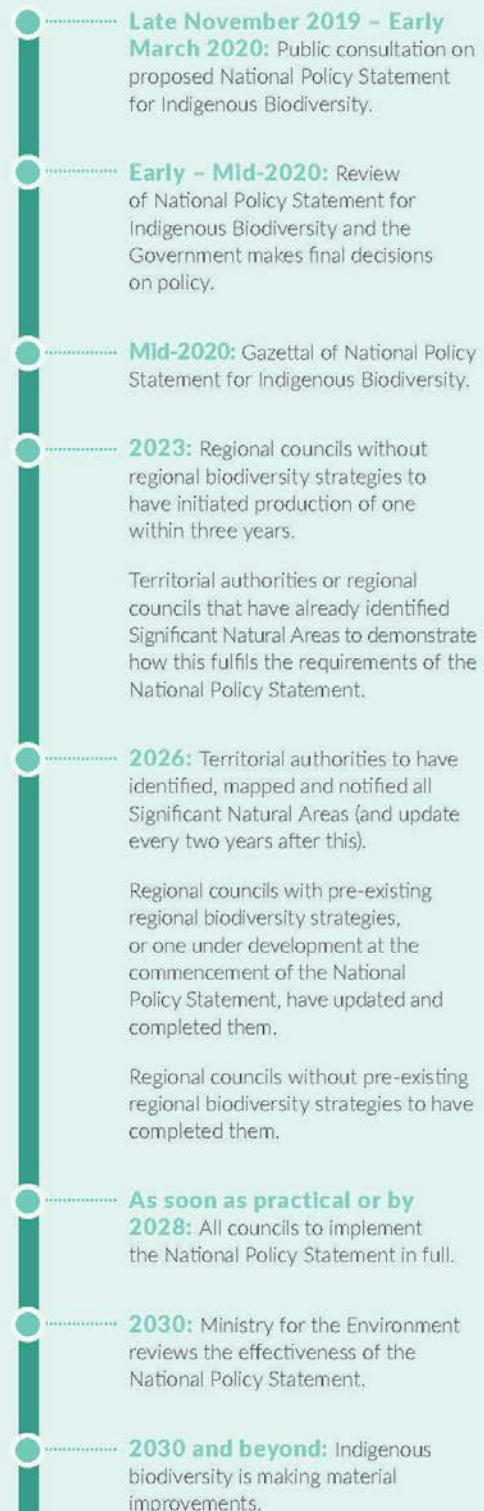 Late November 2019 – Early
March 2020: Public consultation on
proposed National Policy Statement
for Indigenous Biodiversity.
Early – Mid-2020: Review
of National Policy Statement for
Indigenous Biodiversity and the
Government makes final decisions
on policy.
Mid-2020: Gazettal of National Policy
Statement for Indigenous Biodiversity.
2023: Regional councils without
regional biodiversity strategies to
have initiated production of one
within three years.
Territorial authorities or regional
councils that have already identified
Significant Natural Areas to demonstrate
how this fulfils the requirements of the
National Policy Statement.
2026: Territorial authorities to have
identified, mapped and notified all
Significant Natural Areas (and update
every two years after this).
Regional councils with pre-existing
regional biodiversity strategies,
or one under development at the
commencement of the National
Policy Statement, have updated and
completed them.
Regional councils without pre-existing
regional biodiversity strategies to have
completed them.
As soon as practical or by
2028: All councils to implement
the National Policy Statement in full.
2030: Ministry for the Environment
reviews the effectiveness of the
National Policy Statement.
2030 and beyond: Indigenous
biodiversity is making material
improvements.